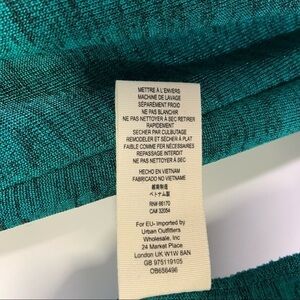 METTRE À L'ENVERS
MACHINE DE LAVAGE
SÉPARÉMENT FROID
NE PAS BLANCHIR
NE PAS NETTOYER À SEC RETIRER
RAPIDEMENT
SECHER PAR CULBUTAGE
REMODELER ET SÉCHER À PLAT
FAIBLE COMME FER NÉCESSAIRES
REPASSAGE INTERDIT
NE PAS NETTOYER À SEC
HECHO EN VIETNAM
FABRICADO NO VIETNAME
越南製造
ベトナム製
RN# 66170
CA# 32054
For EU- Imported by
Urban Outfitters
Wholesale, Inc
24 Market Place
London UK W1W 8AN
GB 975119105
OB6S6496